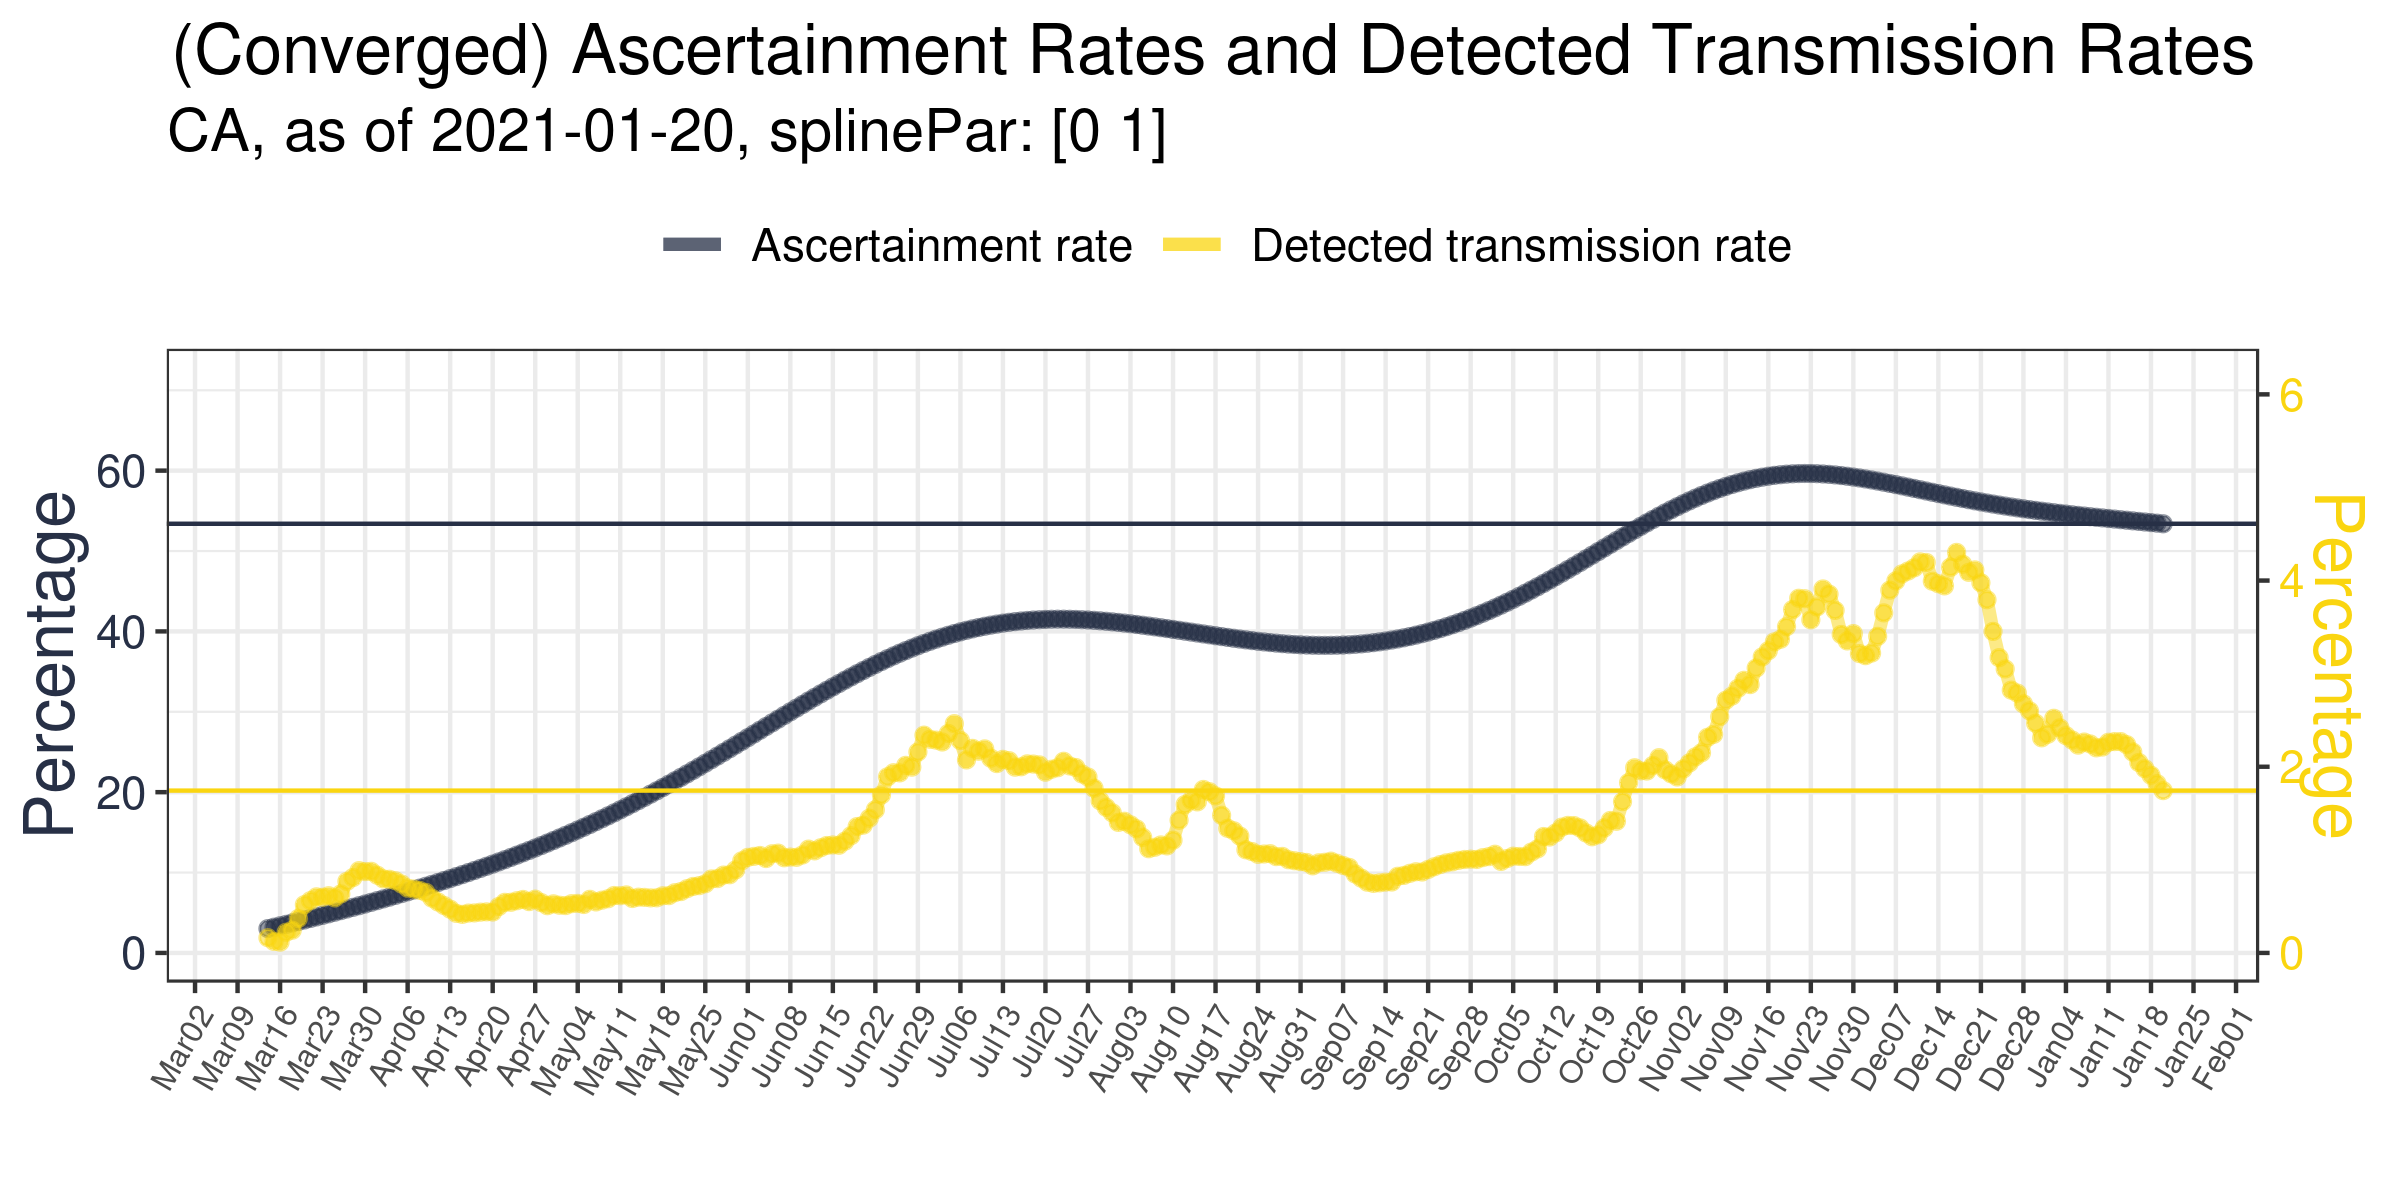 (Converged) Ascertainment Rates and Detected Transmission Rates
CA, as of 2021-01-20, splinePar: [0 1]
Ascertainment rate Detected transmission rate
Percentage
60
40
20
0
6
4
2
0
Percentage
Mar02 Mar09 Mar16 Mar23 Mar30 Apr06 Apr13 Apr20 Apr27 May04 May11 May18 May25 Jun01 Jun08 Jun15 Jun22 Jun29 Jul06 Jul13 Jul20 Jul27 Aug03 Aug10 Aug17 Aug24 Aug31 Sep07 Sep14 Sep21 Sep28 Oct05 Oct12 Oct19 Oct26 Nov02 Nov09 Nov16 Nov23 Nov30 Dec07 Dec14 Dec21 Dec28 Jan04 Jan11 Jan18 Jan25 Feb01